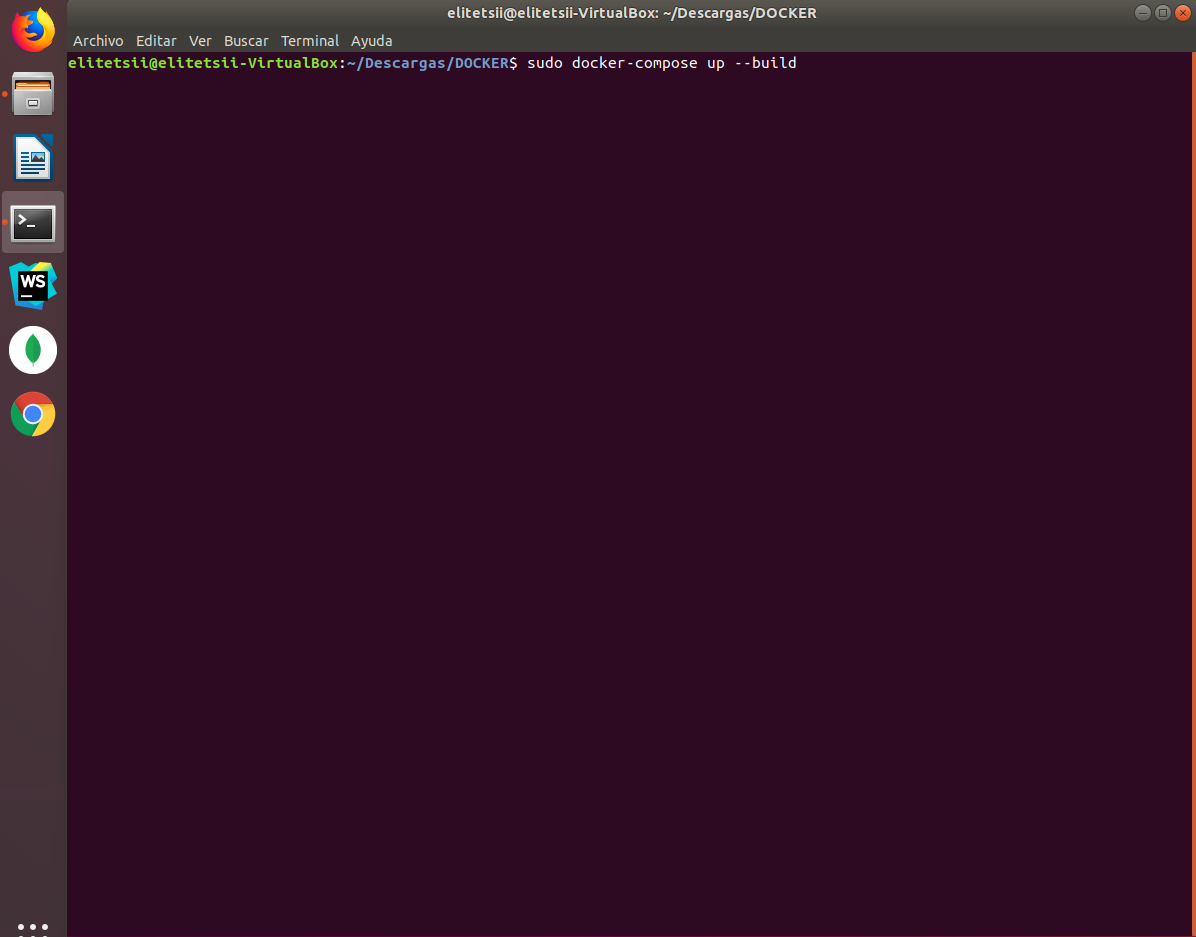 elitetsii@elitetsii-VirtualBox: ~/Descargas/DOCKER
Archivo Editar Ver Buscar Terminal Ayuda
elitetsii@elitetsii-VirtualBox:~/Descargas/DOCKER$ sudo docker-compose up --build
>_
WS